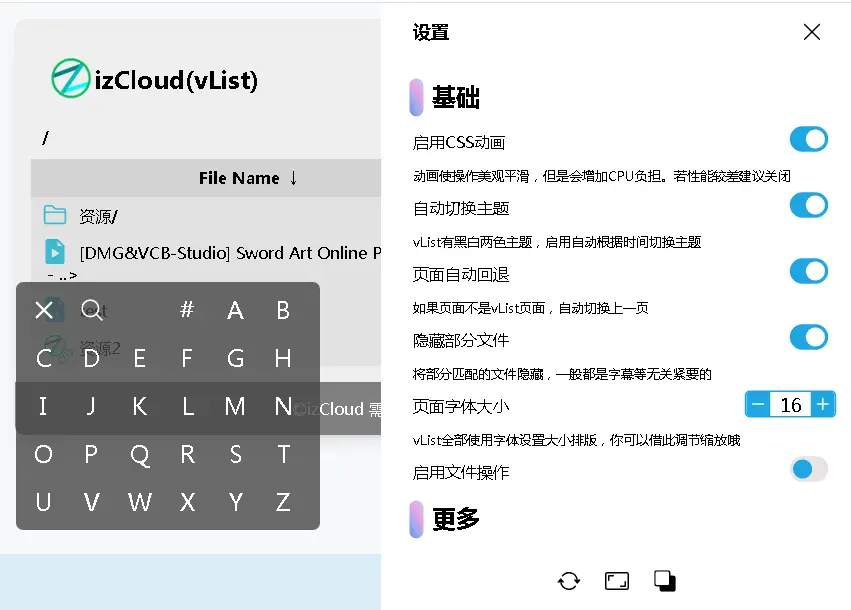 izCloud(vList)
/
File Name ↓
资源/
[DMG&VCB-Studio] Sword Art Online P
- ..>
资源2
©izCloud 需
# A B
C D E F G H
I J K L M N
O P Q R S T
U V W X Y Z
设置
基础
启用CSS动画
动画使操作美观平滑，但是会增加CPU负担。若性能较差建议关闭
自动切换主题
vList有黑白两色主题，启用自动根据时间切换主题
页面自动回退
如果页面不是vList页面，自动切换上一页
隐藏部分文件
将部分匹配的文件隐藏，一般都是字幕等无关紧要的
页面字体大小
− 16 +
vList全部使用字体设置大小排版，你可以借此调节缩放哦
启用文件操作
更多